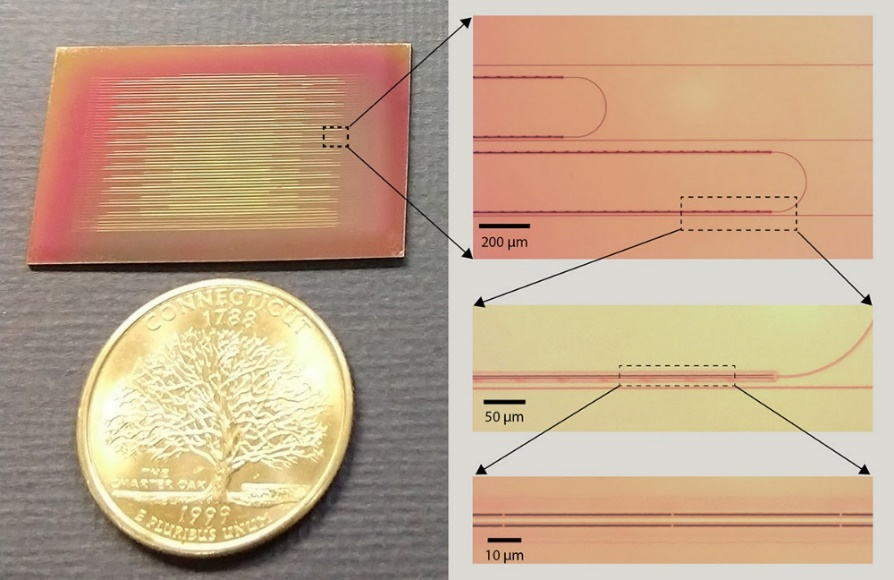 CONNECTICUT
1788
THE
CHARTER OAK
1999
E PLURIBUS UNUM
200 µm
50 µm
10 µm